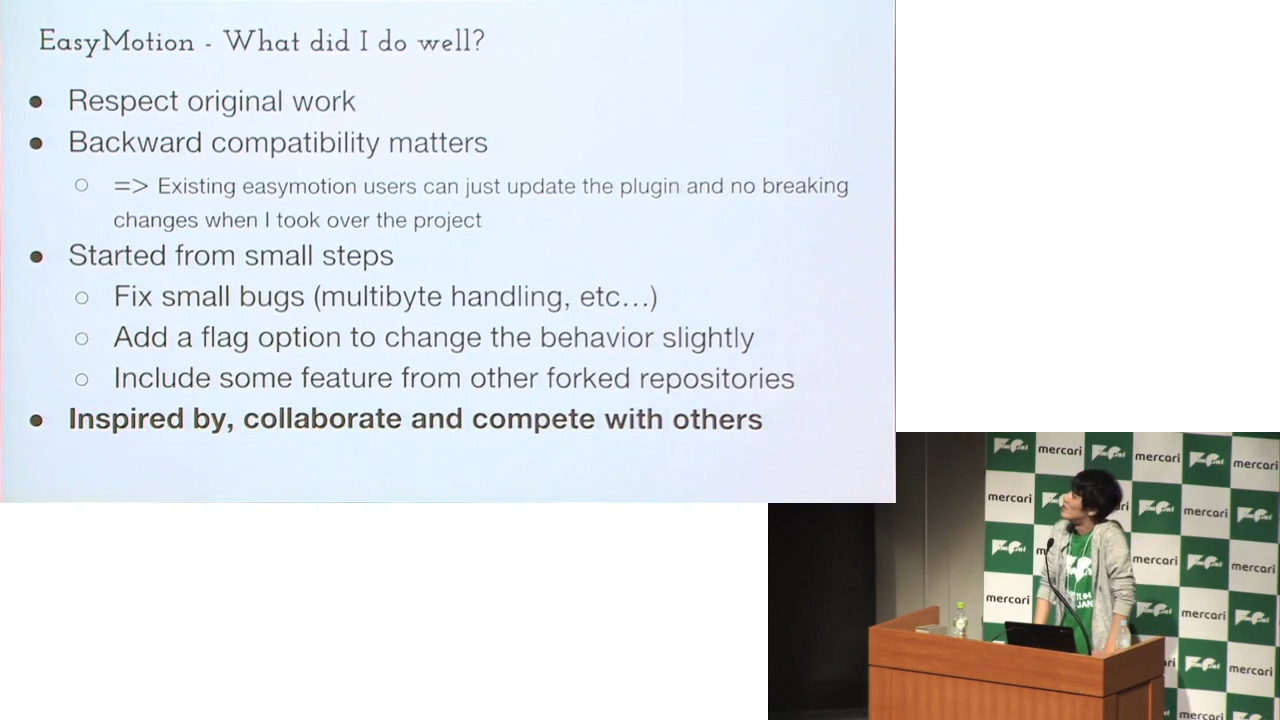 EasyMotion - What did I do well?
● Respect original work
● Backward compatibility matters
○ => Existing easymotion users can just update the plugin and no breaking
changes when I took over the project
● Started from small steps
○ Fix small bugs (multibyte handling, etc...)
○ Add a flag option to change the behavior slightly
○ Include some feature from other forked repositories
● Inspired by, collaborate and compete with others
mercari
mercari
mercari
mercari
mercari
mercari
mercari
mercari
mercari
mercari
mercari